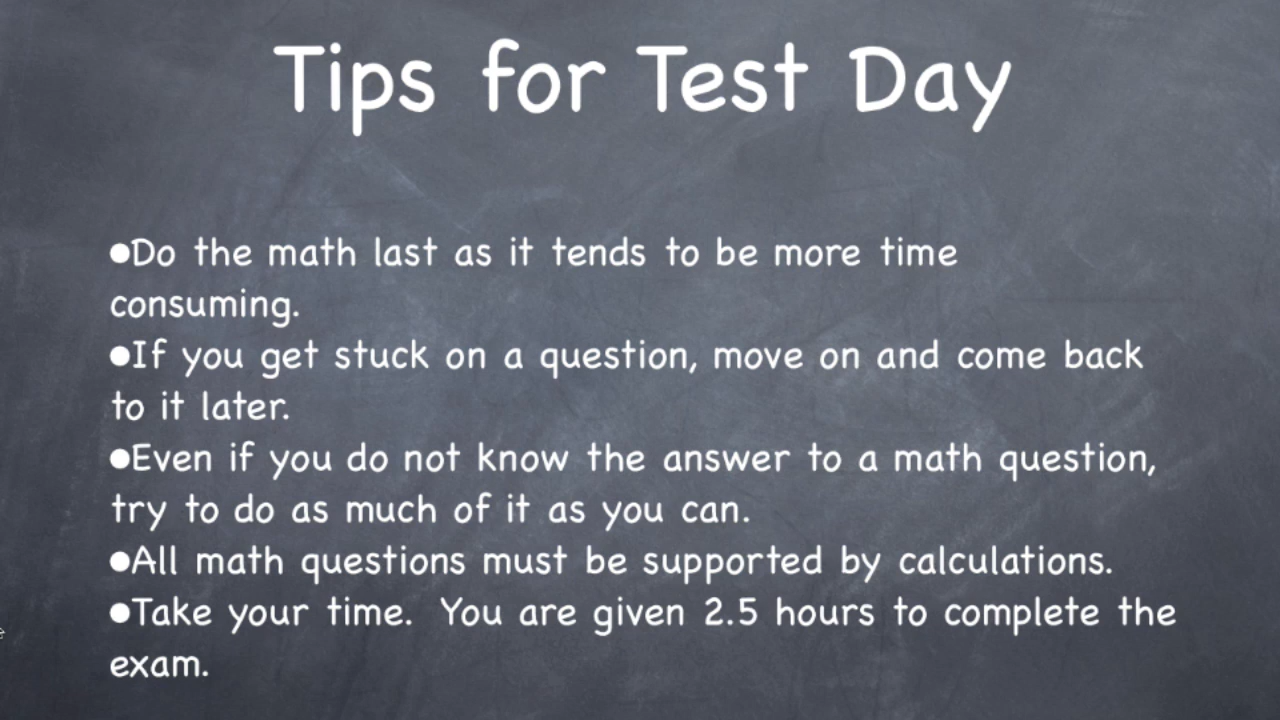 Tips for Test Day
●Do the math last as it tends to be more time
consuming.
●If you get stuck on a question, move on and come back
to it later.
●Even if you do not know the answer to a math question,
try to do as much of it as you can.
●All math questions must be supported by calculations.
●Take your time.  You are given 2.5 hours to complete the
exam.